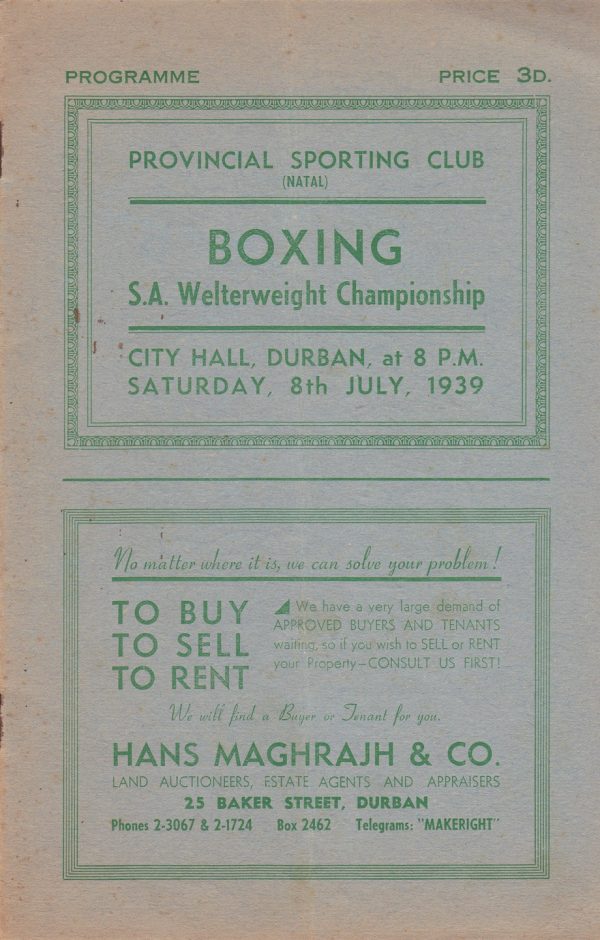 PROGRAMME PRICE 3D.
PROVINCIAL SPORTING CLUB
(NATAL)
BOXING
S.A. Welterweight Championship
CITY HALL, DURBAN, at 8 P.M.
SATURDAY, 8th JULY, 1939
No matter where it is, we can solve your problem!
TO BUY
TO SELL
TO RENT
We have a very large demand of
APPROVED BUYERS AND TENANTS
waiting, so if you wish to SELL or RENT
your Property—CONSULT US FIRST!
We will find a Buyer or Tenant for you.
HANS MAGHRAJH & CO.
LAND AUCTIONEERS, ESTATE AGENTS AND APPRAISERS
25 BAKER STREET, DURBAN
Phones 2-3067 & 2-1724 Box 2462 Telegrams: "MAKERIGHT"